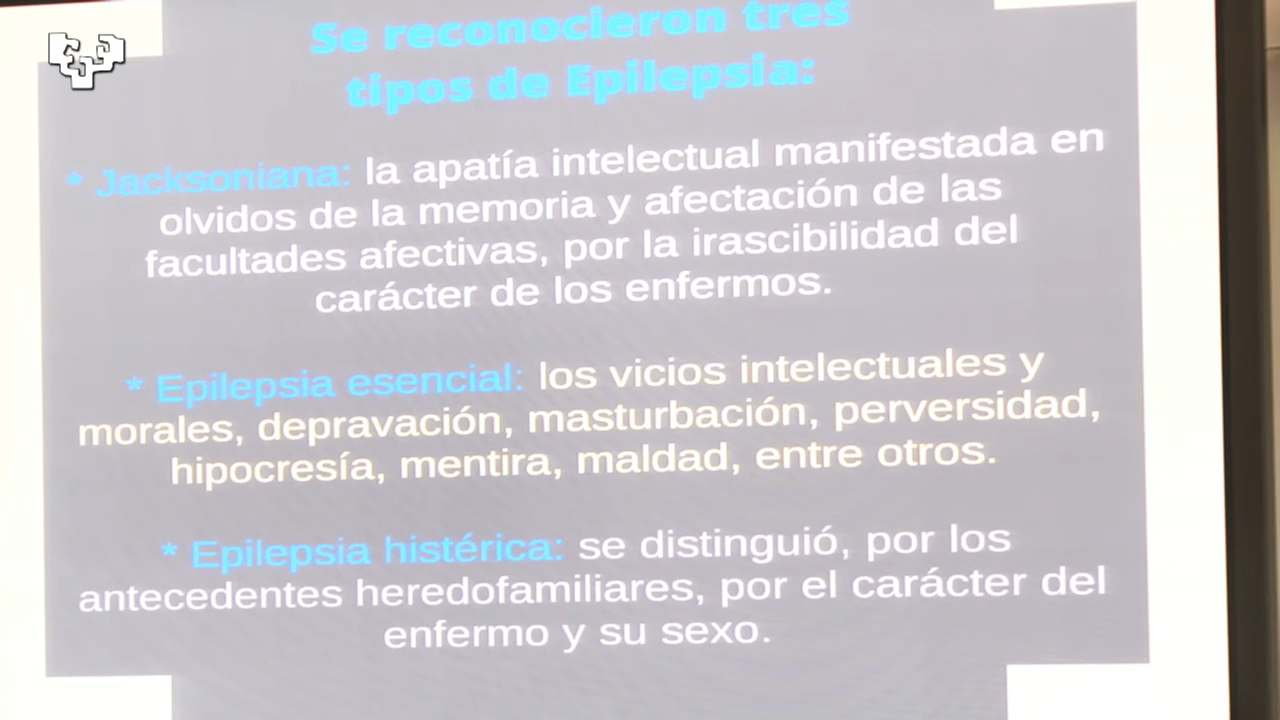 Se reconocieron tres
tipos de Epilepsia:
* Jacksoniana: la apatía intelectual manifestada en
olvidos de la memoria y afectación de las
facultades afectivas, por la irascibilidad del
carácter de los enfermos.
* Epilepsia esencial: los vicios intelectuales y
morales, depravación, masturbación, perversidad,
hipocresía, mentira, maldad, entre otros.
* Epilepsia histérica: se distinguió, por los
antecedentes heredofamiliares, por el carácter del
enfermo y su sexo.